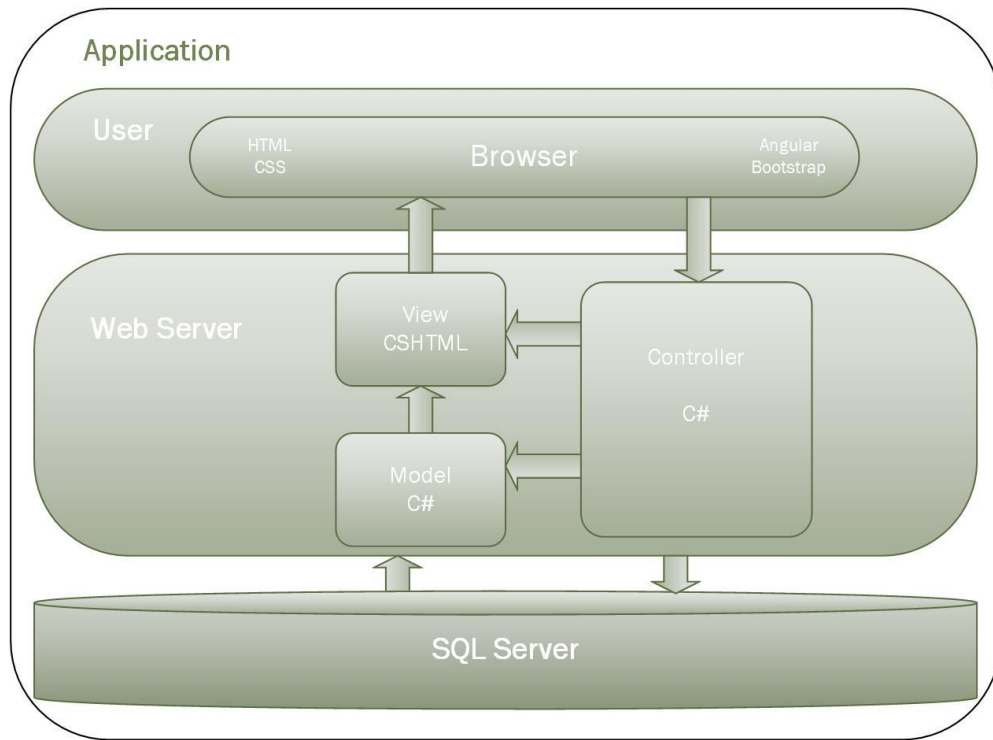 Application
User
HTML
CSS
Browser
Angular
Bootstrap
Web Server
View
CSHTML
Controller
C#
Model
C#
SQL Server